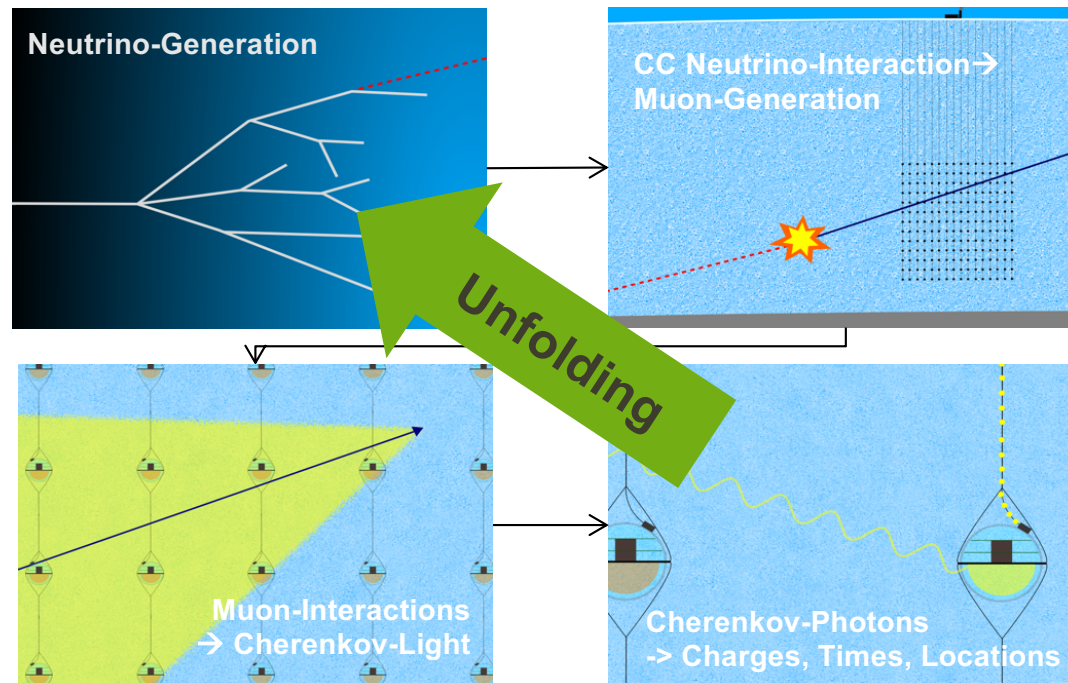 Neutrino-Generation
CC Neutrino-Interaction→
Muon-Generation
Unfolding
Muon-Interactions
→ Cherenkov-Light
Cherenkov-Photons
-> Charges, Times, Locations